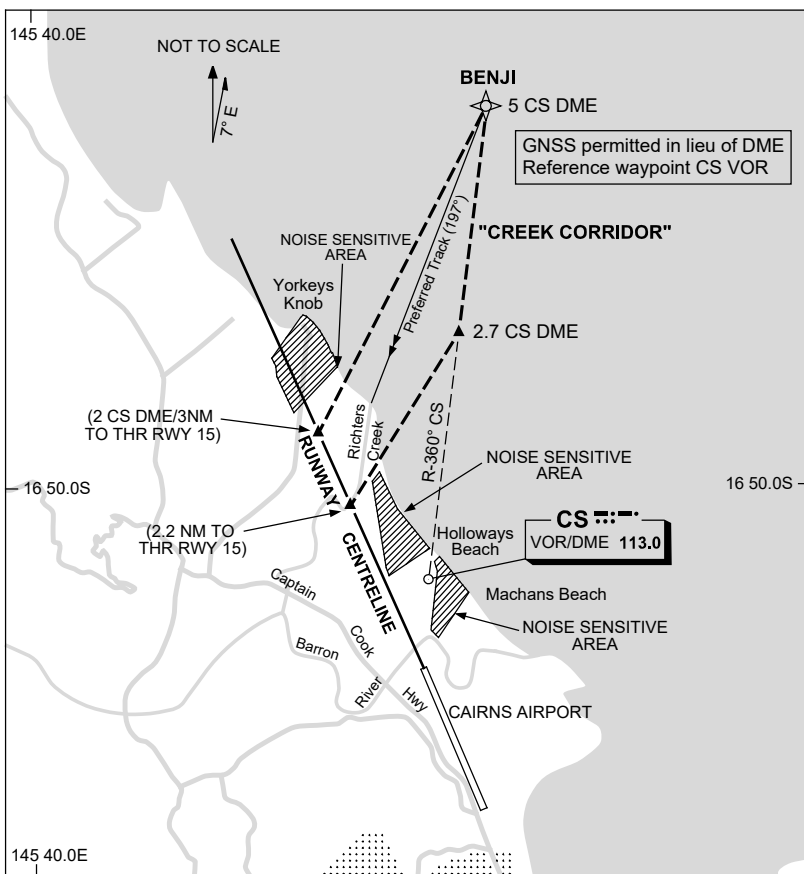 145 40.0E
NOT TO SCALE
7° E
BENJI
5 CS DME
GNSS permitted in lieu of DME
Reference waypoint CS VOR
Preferred Track (197°)
"CREEK CORRIDOR"
NOISE SENSITIVE
AREA
Yorkeys
Knob
2.7 CS DME
(2 CS DME/3NM
TO THR RWY 15)
Richters
Creek
R-360° CS
RUNWAY
CENTRELINE
NOISE SENSITIVE
AREA
16 50.0S
16 50.0S
(2.2 NM TO
THR RWY 15)
Holloways
Beach
CS
VOR/DME 113.0
Captain
Cook
Hwy
Machans Beach
Barron
River
NOISE SENSITIVE
AREA
CAIRNS AIRPORT
145 40.0E